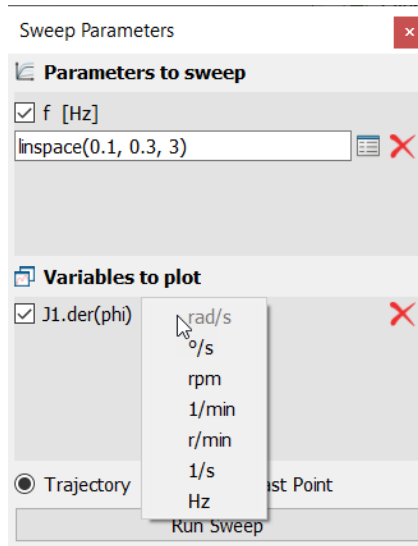 Sweep Parameters
Parameters to sweep
f [Hz]
linspace(0.1, 0.3, 3)
Variables to plot
J1.der(phi)
rad/s
º/s
rpm
1/min
r/min
1/s
Hz
Trajectory
Point
Run Sweep